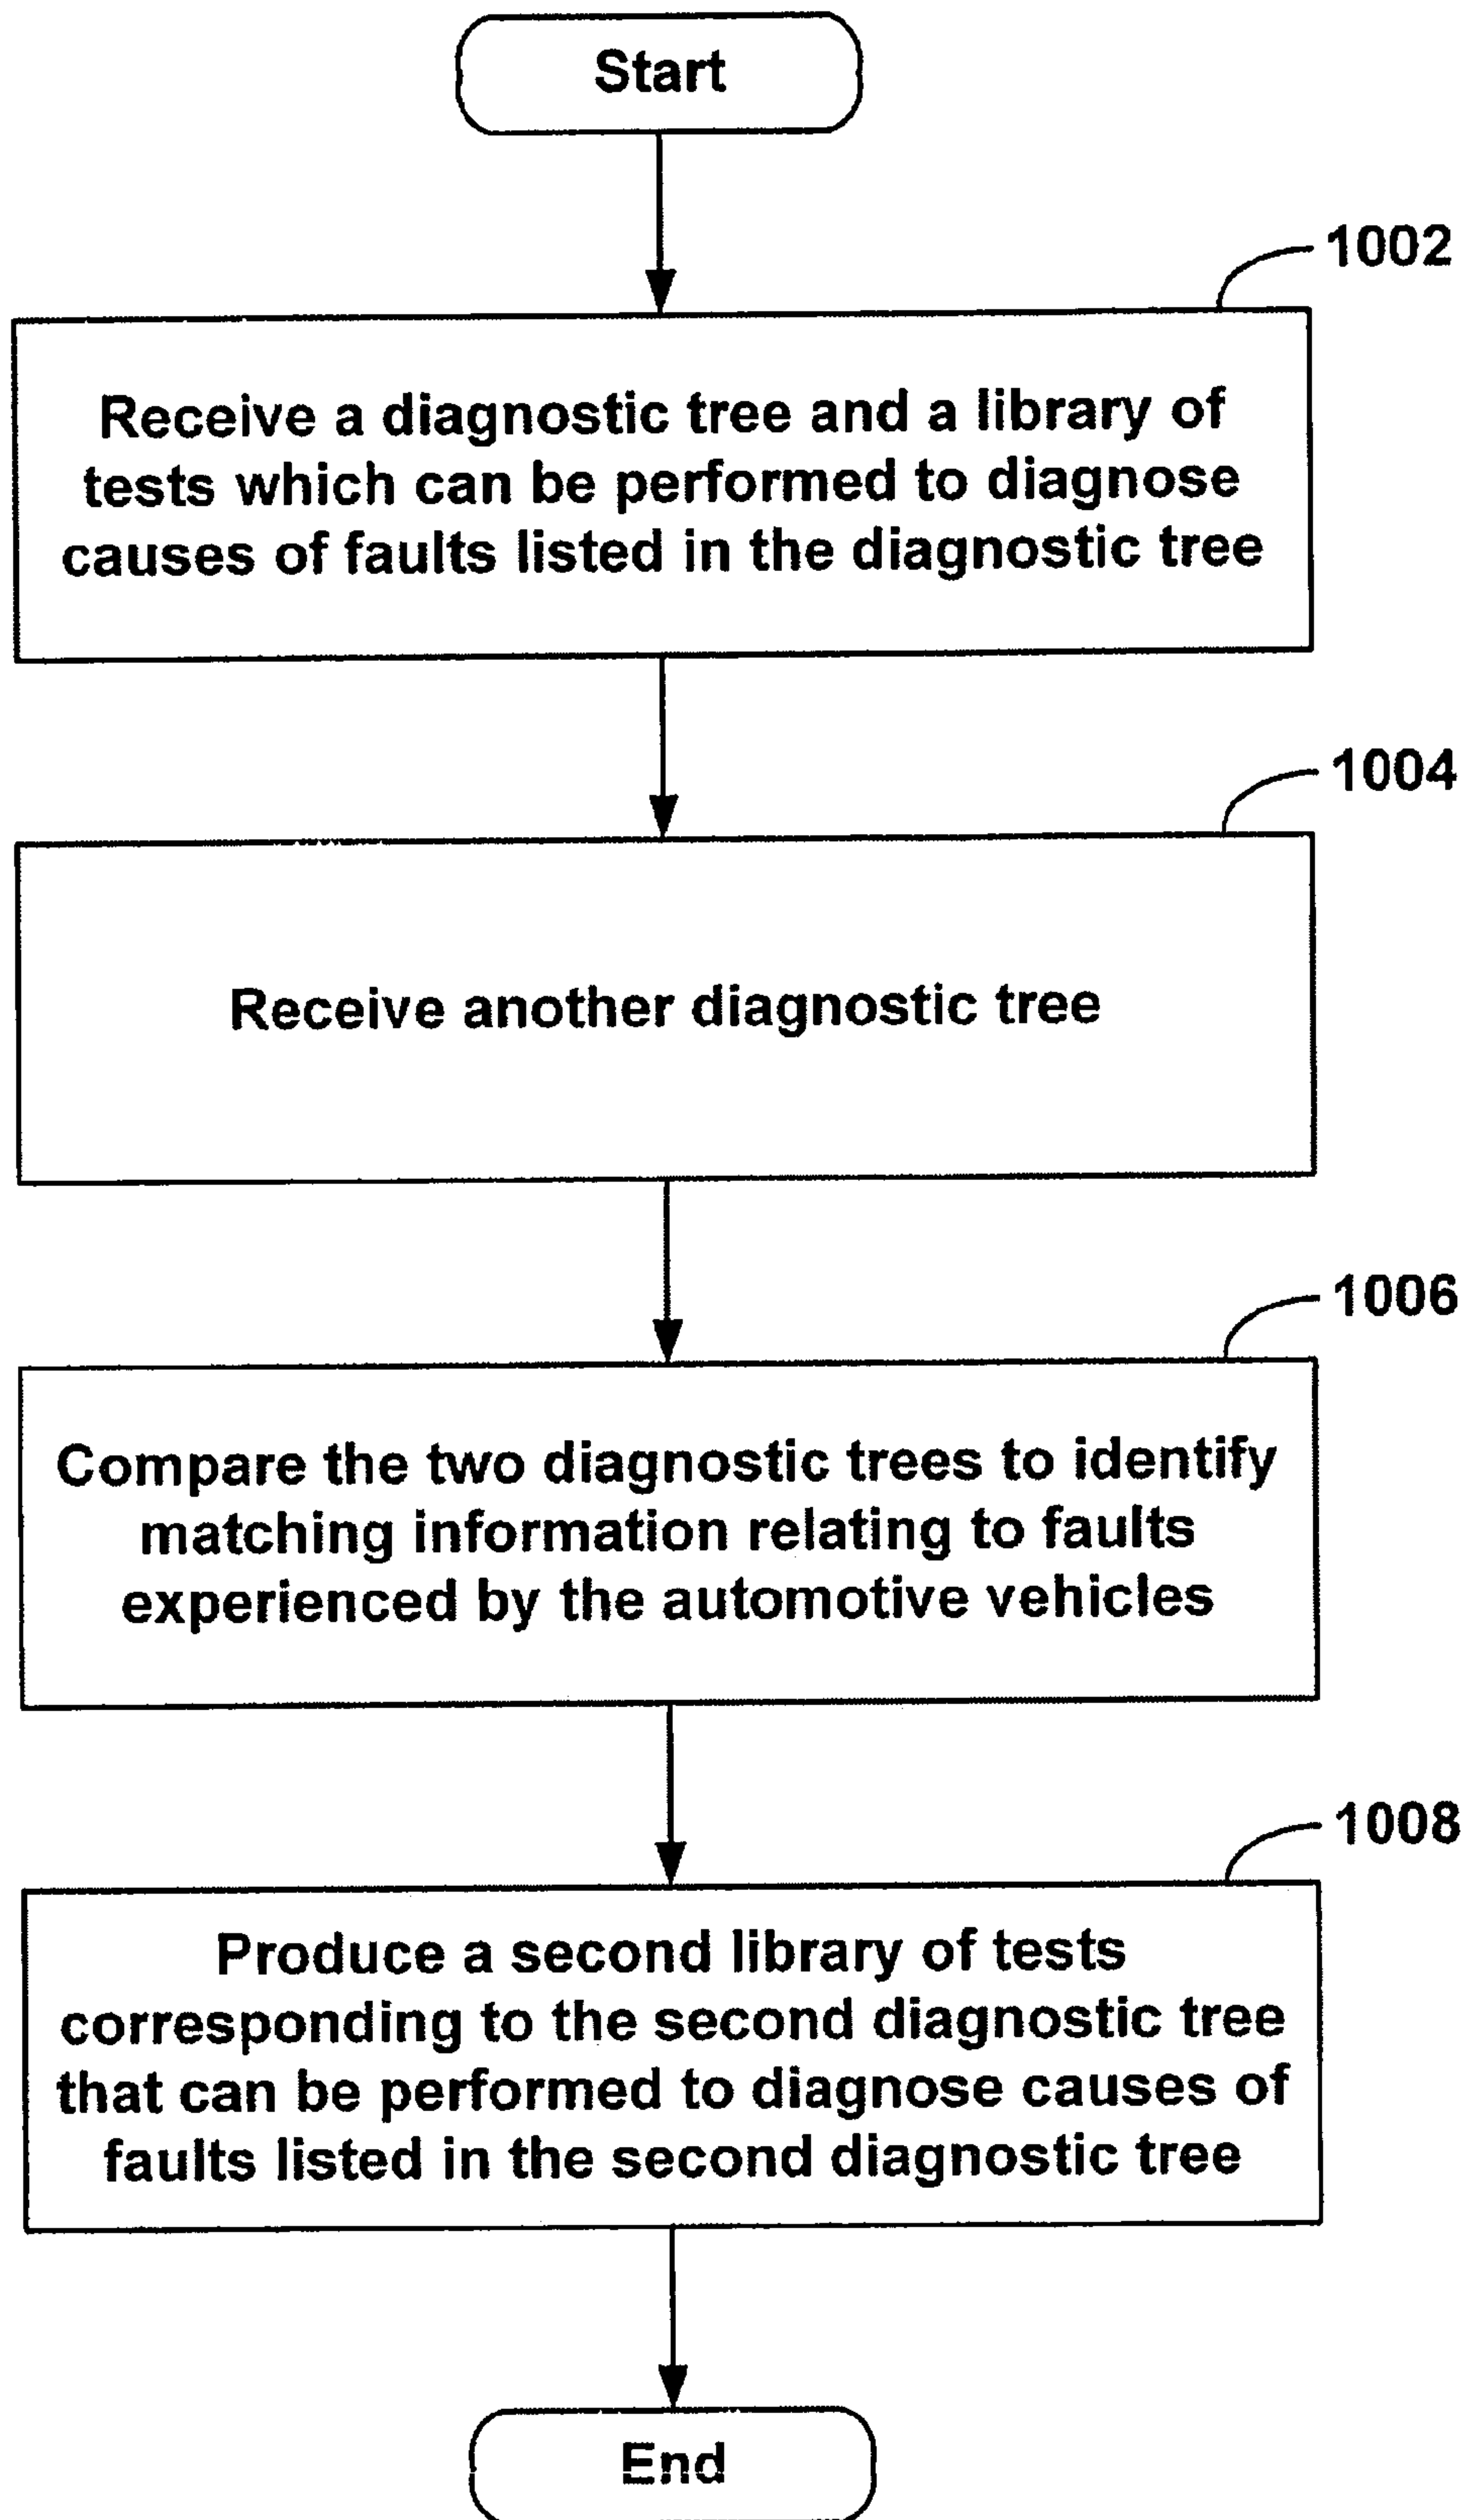 Start
1002
Receive a diagnostic tree and a library of
tests which can be performed to diagnose
causes of faults listed in the diagnostic tree
1004
Receive another diagnostic tree
1006
Compare the two diagnostic trees to identify
matching information relating to faults
experienced by the automotive vehicles
1008
Produce a second library of tests
corresponding to the second diagnostic tree
that can be performed to diagnose causes of
faults listed in the second diagnostic tree
End